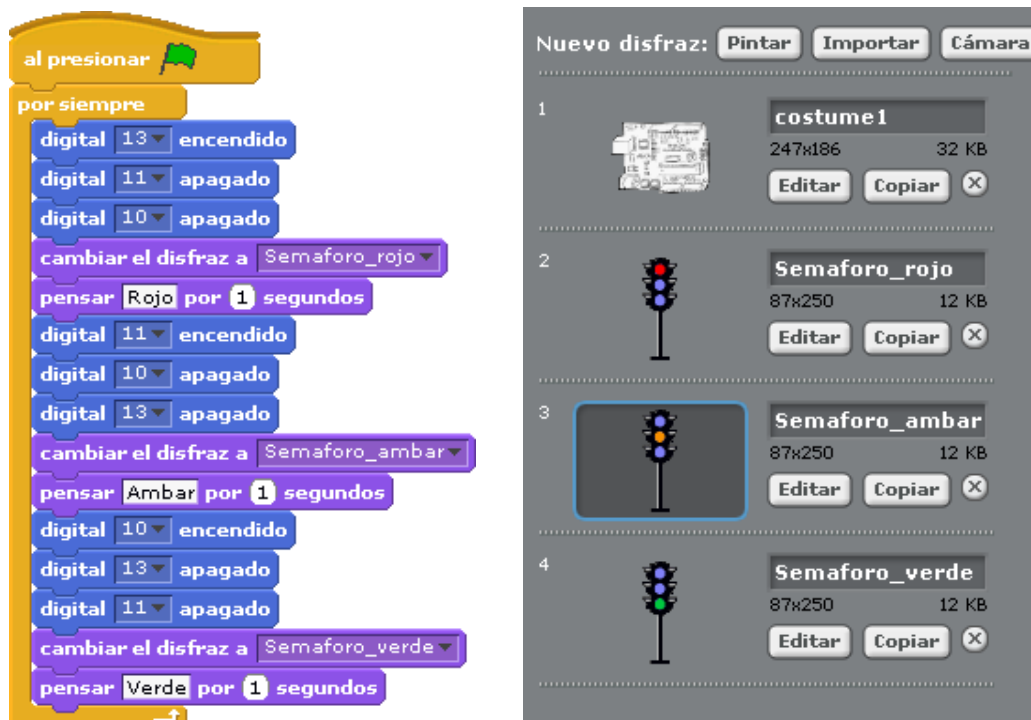 al presionar
por siempre
digital 13 encendido
digital 11 apagado
digital 10 apagado
cambiar el disfraz a Semaforo_rojo
pensar Rojo por 1 segundos
digital 11 encendido
digital 10 apagado
digital 13 apagado
cambiar el disfraz a Semaforo_ambar
pensar Ambar por 1 segundos
digital 10 encendido
digital 13 apagado
digital 11 apagado
cambiar el disfraz a Semaforo_verde
pensar Verde por 1 segundos
Nuevo disfraz: Pintar Importar Cámara
1
costume1
247x186 32 KB
Editar Copiar
2
Semaforo_rojo
87x250 12 KB
Editar Copiar
3
Semaforo_ambar
87x250 12 KB
Editar Copiar
4
Semaforo_verde
87x250 12 KB
Editar Copiar